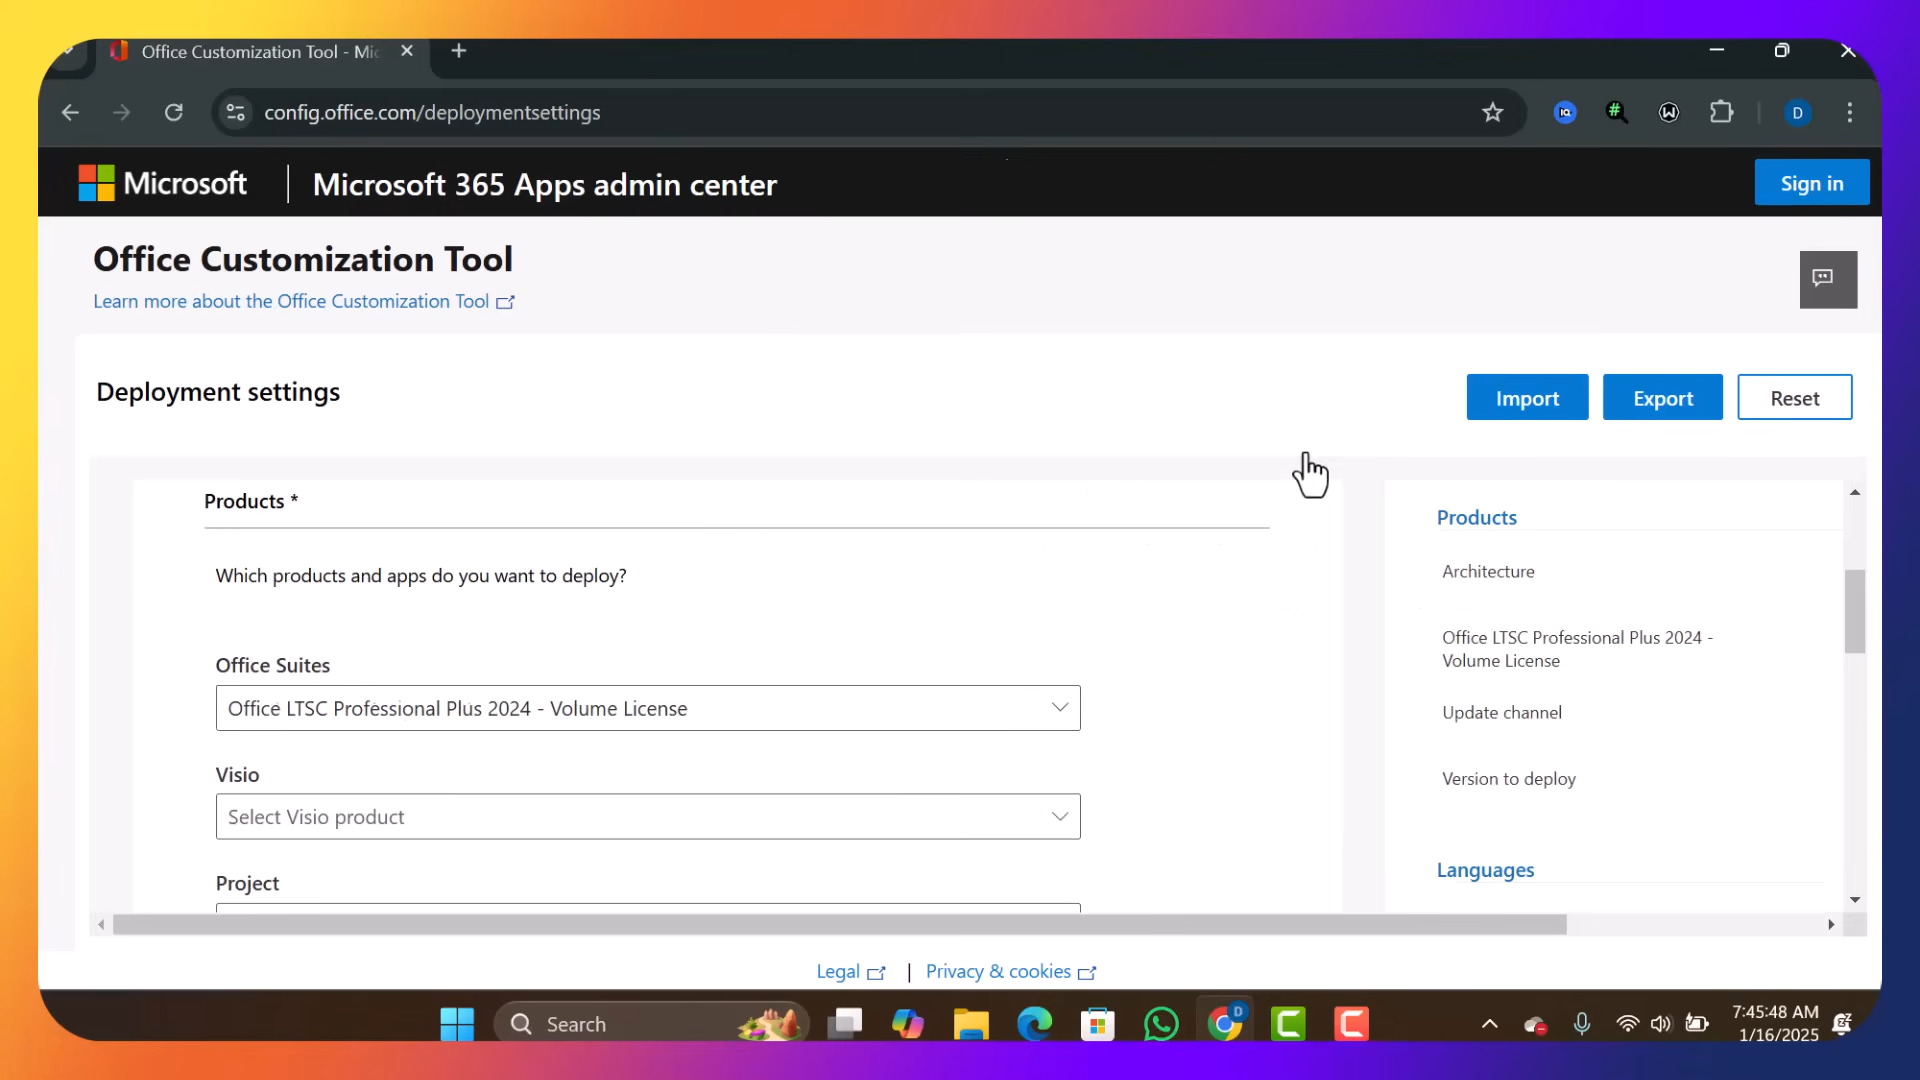 Office Customization Tool - Mic
config.office.com/deploymentsettings
D
Microsoft
Microsoft 365 Apps admin center
Sign in
Office Customization Tool
Learn more about the Office Customization Tool
Deployment settings
Import
Export
Reset
Products *
Which products and apps do you want to deploy?
Office Suites
Office LTSC Professional Plus 2024 - Volume License
Visio
Select Visio product
Project
Products
Architecture
Office LTSC Professional Plus 2024 -
Volume License
Update channel
Version to deploy
Languages
Legal | Privacy & cookies
Search
D
7:45:48 AM
1/16/2025